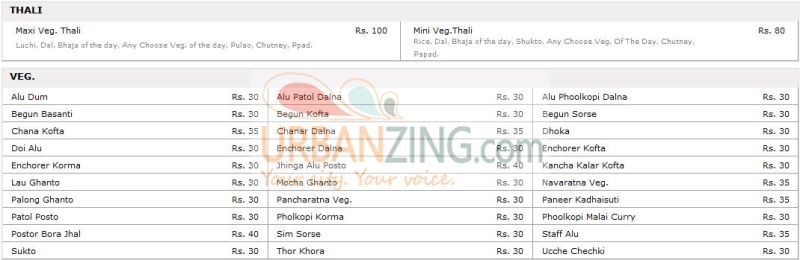 THALI
Maxi Veg. Thali Rs. 100 Mini Veg.Thali Rs. 80
Luchi, Dal, Bhaja of the day, Any Choose Veg. of the day, Pulao, Chutney, Ppad. Rice, Dal, Bhaja of the day, Shukto, Any Choose Veg. Of The Day, Chutney,
Papad.
VEG.
Alu Dum Rs. 30 Alu Patol Dalna Rs. 30 Alu Phoolkopi Dalna Rs. 30
Begun Basanti Rs. 30 Begun Kofta Rs. 30 Begun Sorse Rs. 30
Chana Kofta Rs. 35 Chanar Dalna Rs. 35 Dhoka Rs. 30
Doi Alu Rs. 30 Enchorer Dalna Rs. 30 Enchorer Kofta Rs. 30
Enchorer Korma Rs. 30 Jhinga Alu Posto Rs. 40 Kancha Kalar Kofta Rs. 30
Lau Ghanto Rs. 30 Mocha Ghanto Rs. 30 Navaratna Veg. Rs. 35
Palong Ghanto Rs. 30 Pancharatna Veg. Rs. 30 Paneer Kadhaisuti Rs. 35
Patol Posto Rs. 30 Pholkopi Korma Rs. 30 Phoolkopi Malai Curry Rs. 30
Postor Bora Jhal Rs. 40 Sim Sorse Rs. 30 Staff Alu Rs. 35
Sukto Rs. 30 Thor Khora Rs. 30 Ucche Chechki Rs. 30
URBANZING.com
Your city. Your voice.